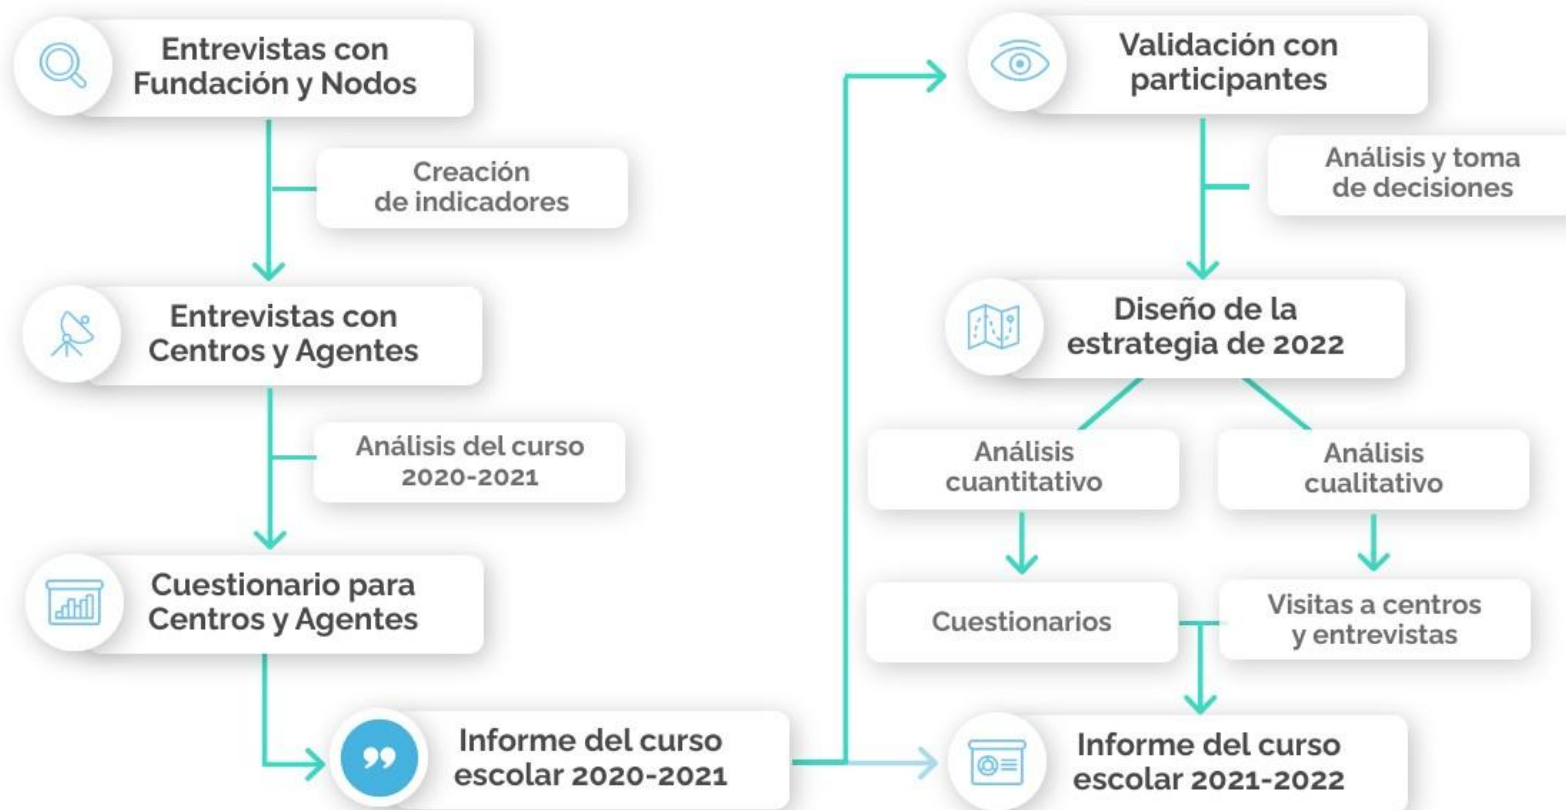 Entrevistas con
Fundación y Nodos
Creación
de indicadores
Entrevistas con
Centros y Agentes
Análisis del curso
2020-2021
Cuestionario para
Centros y Agentes
Informe del curso
escolar 2020-2021
Validación con
participantes
Análisis y toma
de decisiones
Diseño de la
estrategia de 2022
Análisis
cuantitativo
Análisis
cualitativo
Cuestionarios
Visitas a centros
y entrevistas
Informe del curso
escolar 2021-2022